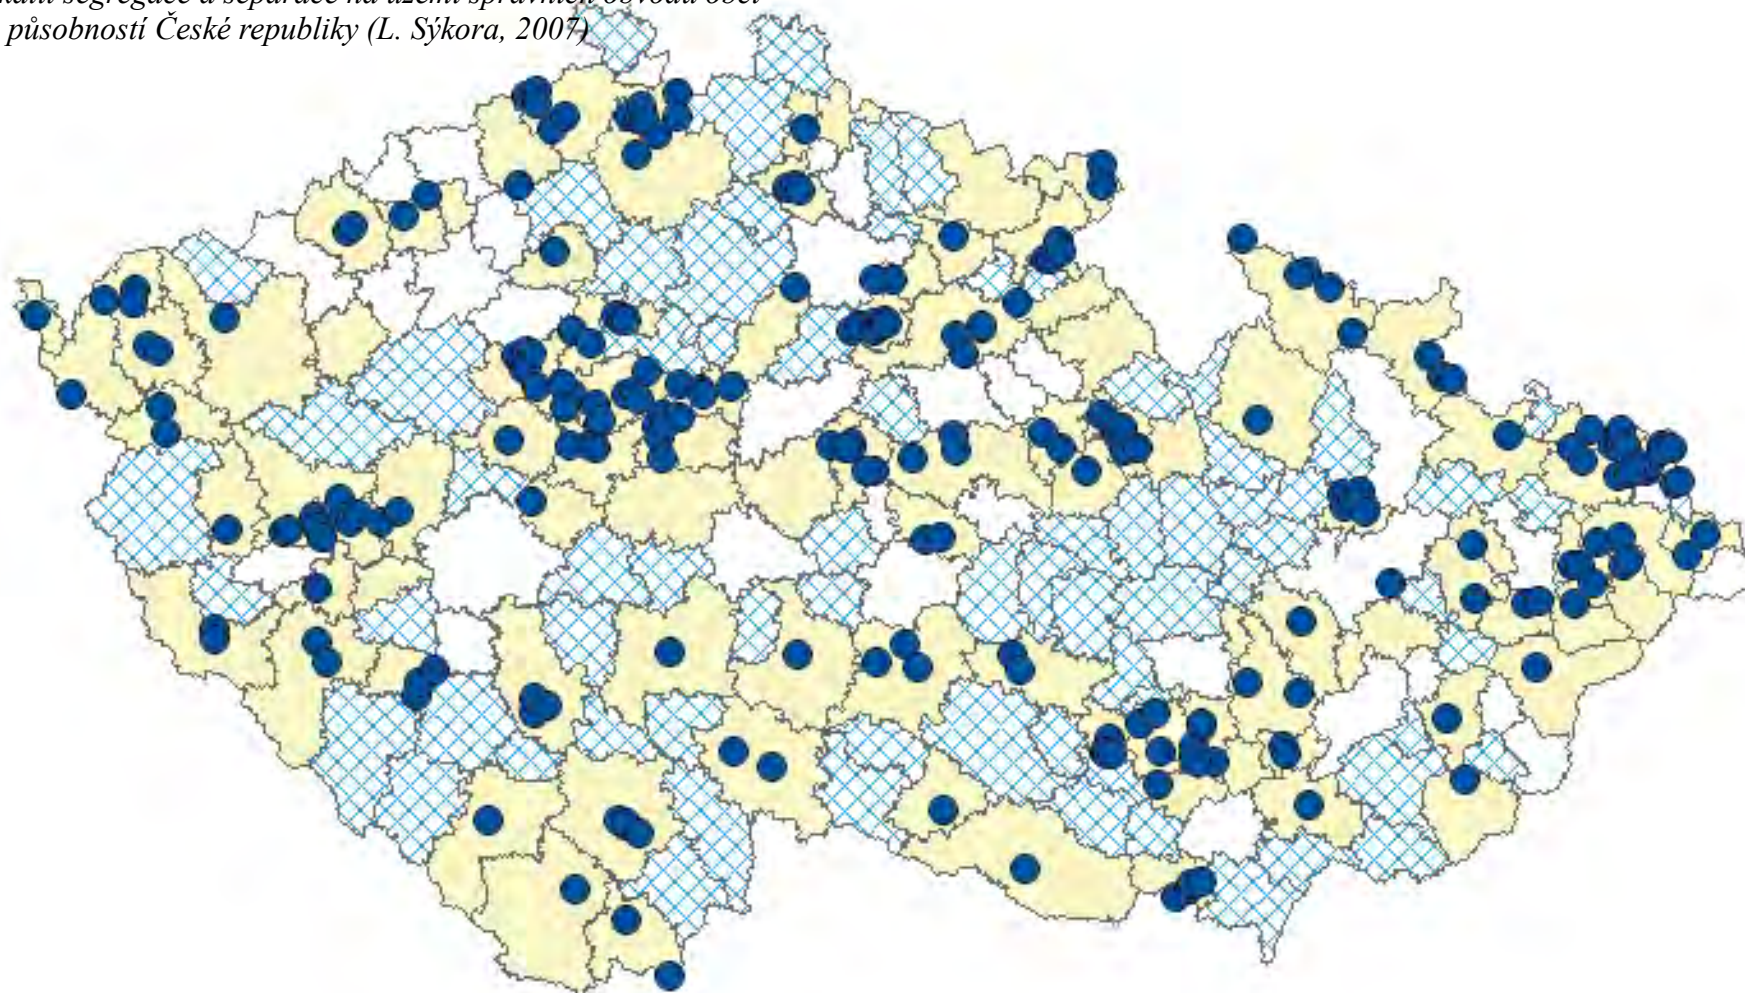 segregace a separace na území správních obvodů obcí
působností České republiky (L. Sýkora, 2007)